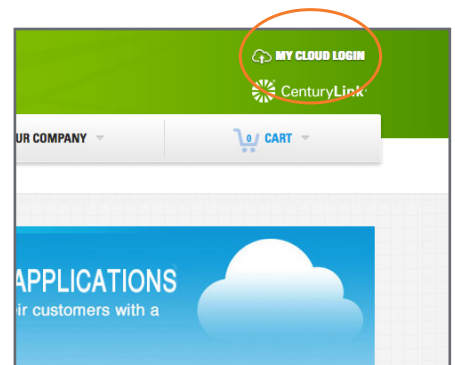 MY CLOUD LOGIN
CenturyLink
UR COMPANY
0 CART
APPLICATIONS
ir customers with a